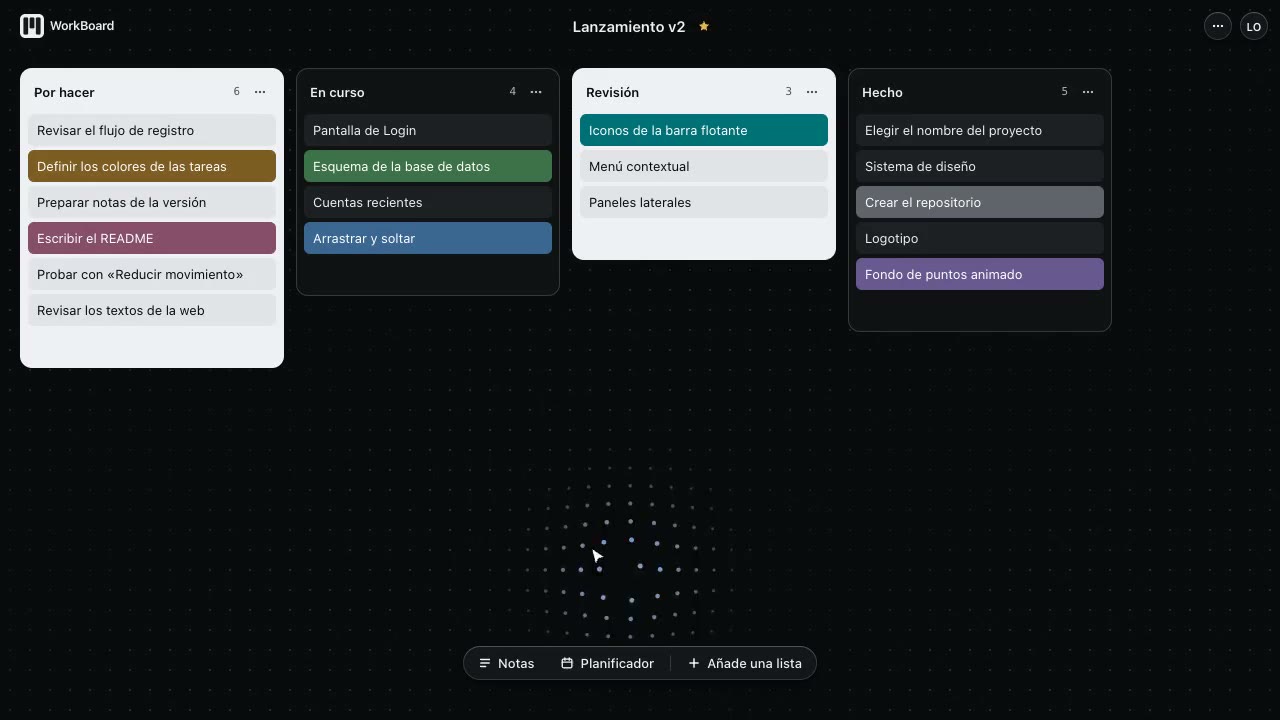 WorkBoard
Lanzamiento v2
LO
Por hacer 6
Revisar el flujo de registro
Definir los colores de las tareas
Preparar notas de la versión
Escribir el README
Probar con «Reducir movimiento»
Revisar los textos de la web
En curso 4
Pantalla de Login
Esquema de la base de datos
Cuentas recientes
Arrastrar y soltar
Revisión 3
Iconos de la barra flotante
Menú contextual
Paneles laterales
Hecho 5
Elegir el nombre del proyecto
Sistema de diseño
Crear el repositorio
Logotipo
Fondo de puntos animado
Notas
Planificador
Añade una lista